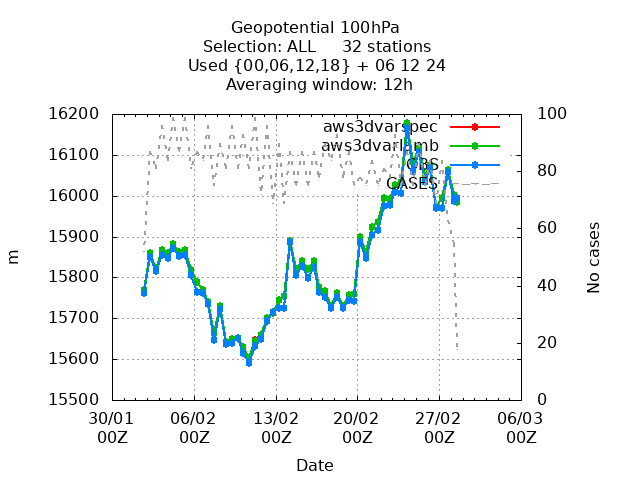 Geopotential 100hPa
Selection: ALL 32 stations
Used {00,06,12,18} + 06 12 24
Averaging window: 12h
16200
16100
16000
15900
15800
15700
15600
15500
100
80
60
40
20
0
aws3dvarspec
aws3dvarlimb
OBS
CASES
m
No cases
30/01 06/02 13/02 20/02 27/02 06/03
00Z 00Z 00Z 00Z 00Z 00Z
Date